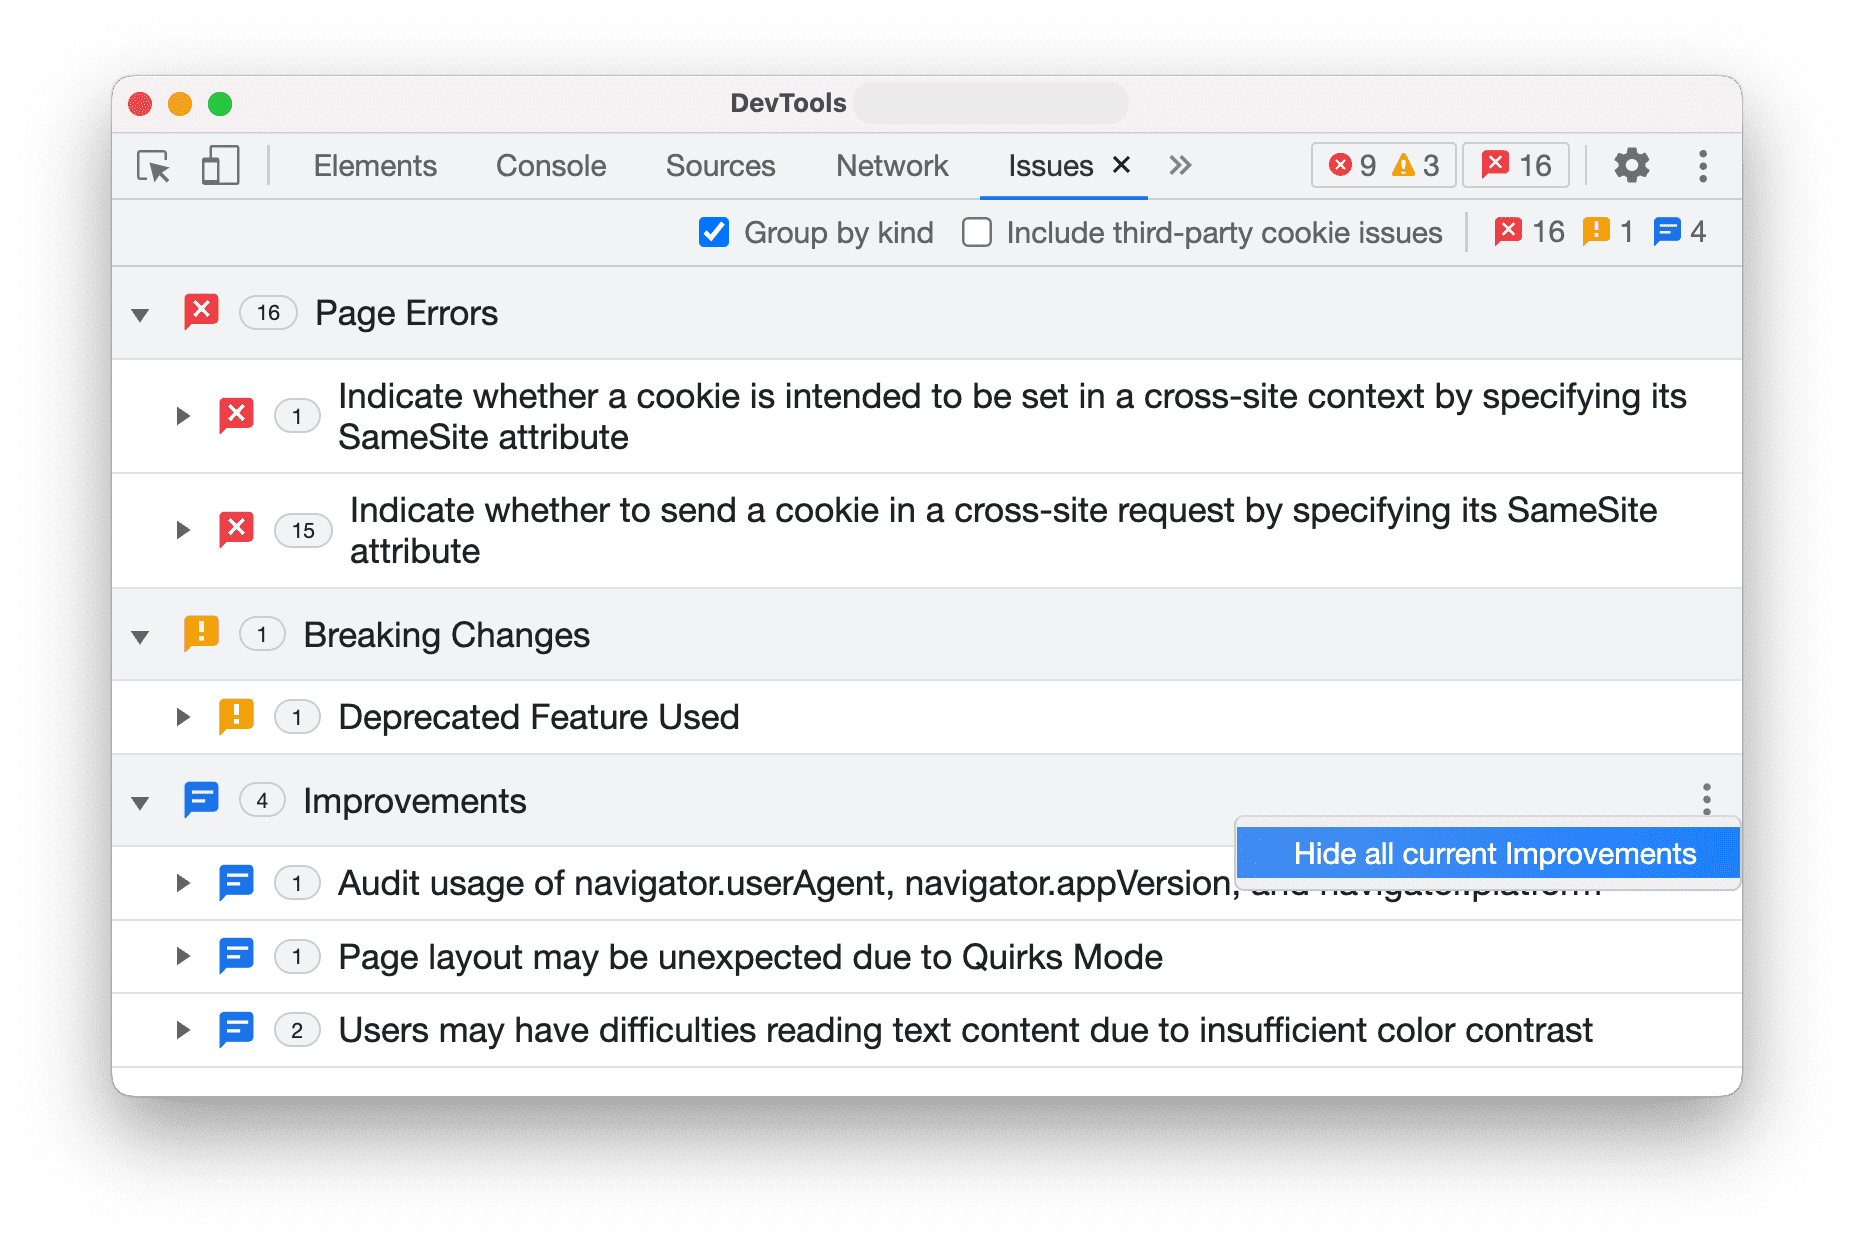 DevTools
Elements Console Sources Network Issues 9 3 16
Group by kind Include third-party cookie issues 16 1 4
16 Page Errors
1 Indicate whether a cookie is intended to be set in a cross-site context by specifying its
SameSite attribute
15 Indicate whether to send a cookie in a cross-site request by specifying its SameSite
attribute
1 Breaking Changes
1 Deprecated Feature Used
4 Improvements
Hide all current Improvements
1 Audit usage of navigator.userAgent, navigator.appVersion, and navigator.platform
1 Page layout may be unexpected due to Quirks Mode
2 Users may have difficulties reading text content due to insufficient color contrast